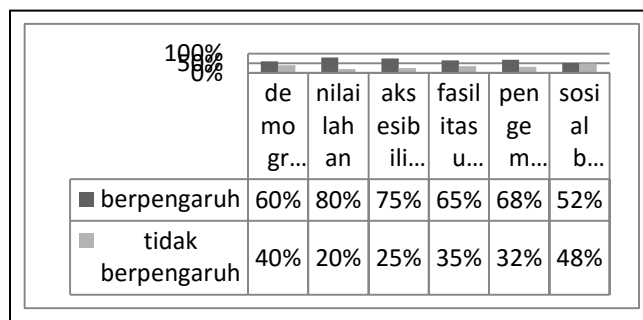 100%
50%
0%
de nilai aks fasil pen sosi
mo lah esib itas ge al
gr… an ili… u… m… b…
berpengaruh 60% 80% 75% 65% 68% 52%
tidak
berpengaruh 40% 20% 25% 35% 32% 48%